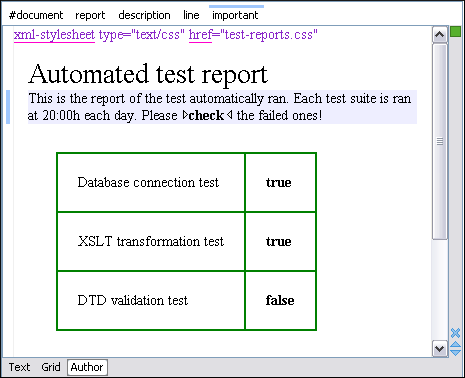 #document report description line important
xml-stylesheet type="text/css" href="test-reports.css"
Automated test report
This is the report of the test automatically ran. Each test suite is ran
at 20:00h each day. Please check the failed ones!
Database connection test true
XSLT transformation test true
DTD validation test false
Text Grid Author